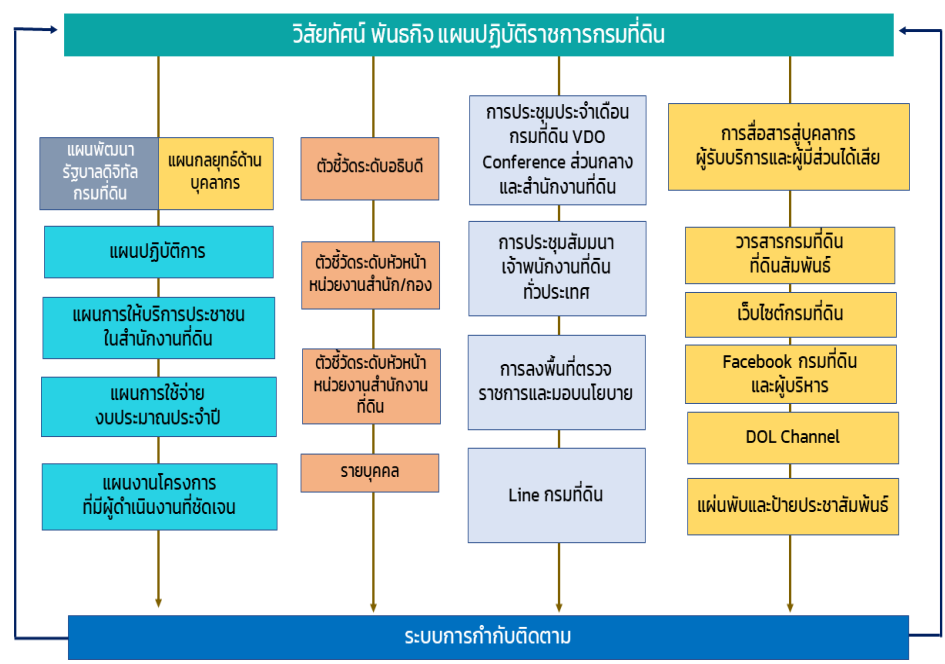 วิสัยทัศน์ พันธกิจ แผนปฏิบัติราชการกรมที่ดิน
แผนพัฒนา
รัฐบาลดิจิทัล
กรมที่ดิน
แผนกลยุทธ์ด้าน
บุคลากร
แผนปฏิบัติการ
แผนการให้บริการประชาชน
ในสำนักงานที่ดิน
แผนการใช้จ่าย
งบประมาณประจำปี
แผนงานโครงการ
ที่มีผู้ดำเนินงานที่ชัดเจน
ตัวชี้วัดระดับอธิบดี
ตัวชี้วัดระดับหัวหน้า
หน่วยงานสำนัก/กอง
ตัวชี้วัดระดับหัวหน้า
หน่วยงานสำนักงาน
ที่ดิน
รายบุคคล
การประชุมประจำเดือน
กรมที่ดิน VDO
Conference ส่วนกลาง
และสำนักงานที่ดิน
การประชุมสัมมนา
เจ้าพนักงานที่ดิน
ทั่วประเทศ
การลงพื้นที่ตรวจ
ราชการและมอบนโยบาย
Line กรมที่ดิน
การสื่อสารสู่บุคลากร
ผู้รับบริการและผู้มีส่วนได้เสีย
วารสารกรมที่ดิน
ที่ดินสัมพันธ์
เว็บไซต์กรมที่ดิน
Facebook กรมที่ดิน
และผู้บริหาร
DOL Channel
แผ่นพับและป้ายประชาสัมพันธ์
ระบบการกำกับติดตาม